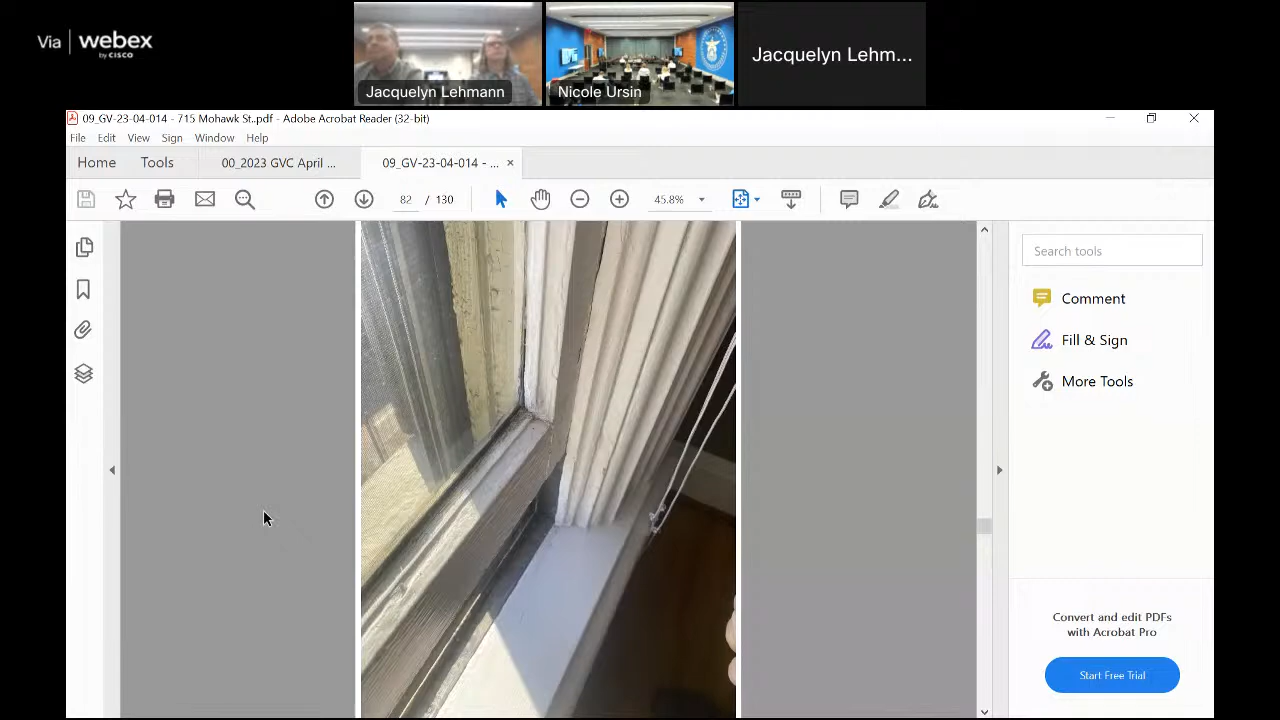 Via webex
by CISCO
Jacquelyn Lehmann
Nicole Ursin
Jacquelyn Lehm...
09_GV-23-04-014 - 715 Mohawk St..pdf - Adobe Acrobat Reader (32-bit)
File Edit View Sign Window Help
Home Tools 00_2023 GVC April ... 09_GV-23-04-014 - ... ×
82 / 130 45.8%
Search tools
Comment
Fill & Sign
More Tools
Convert and edit PDFs
with Acrobat Pro
Start Free Trial